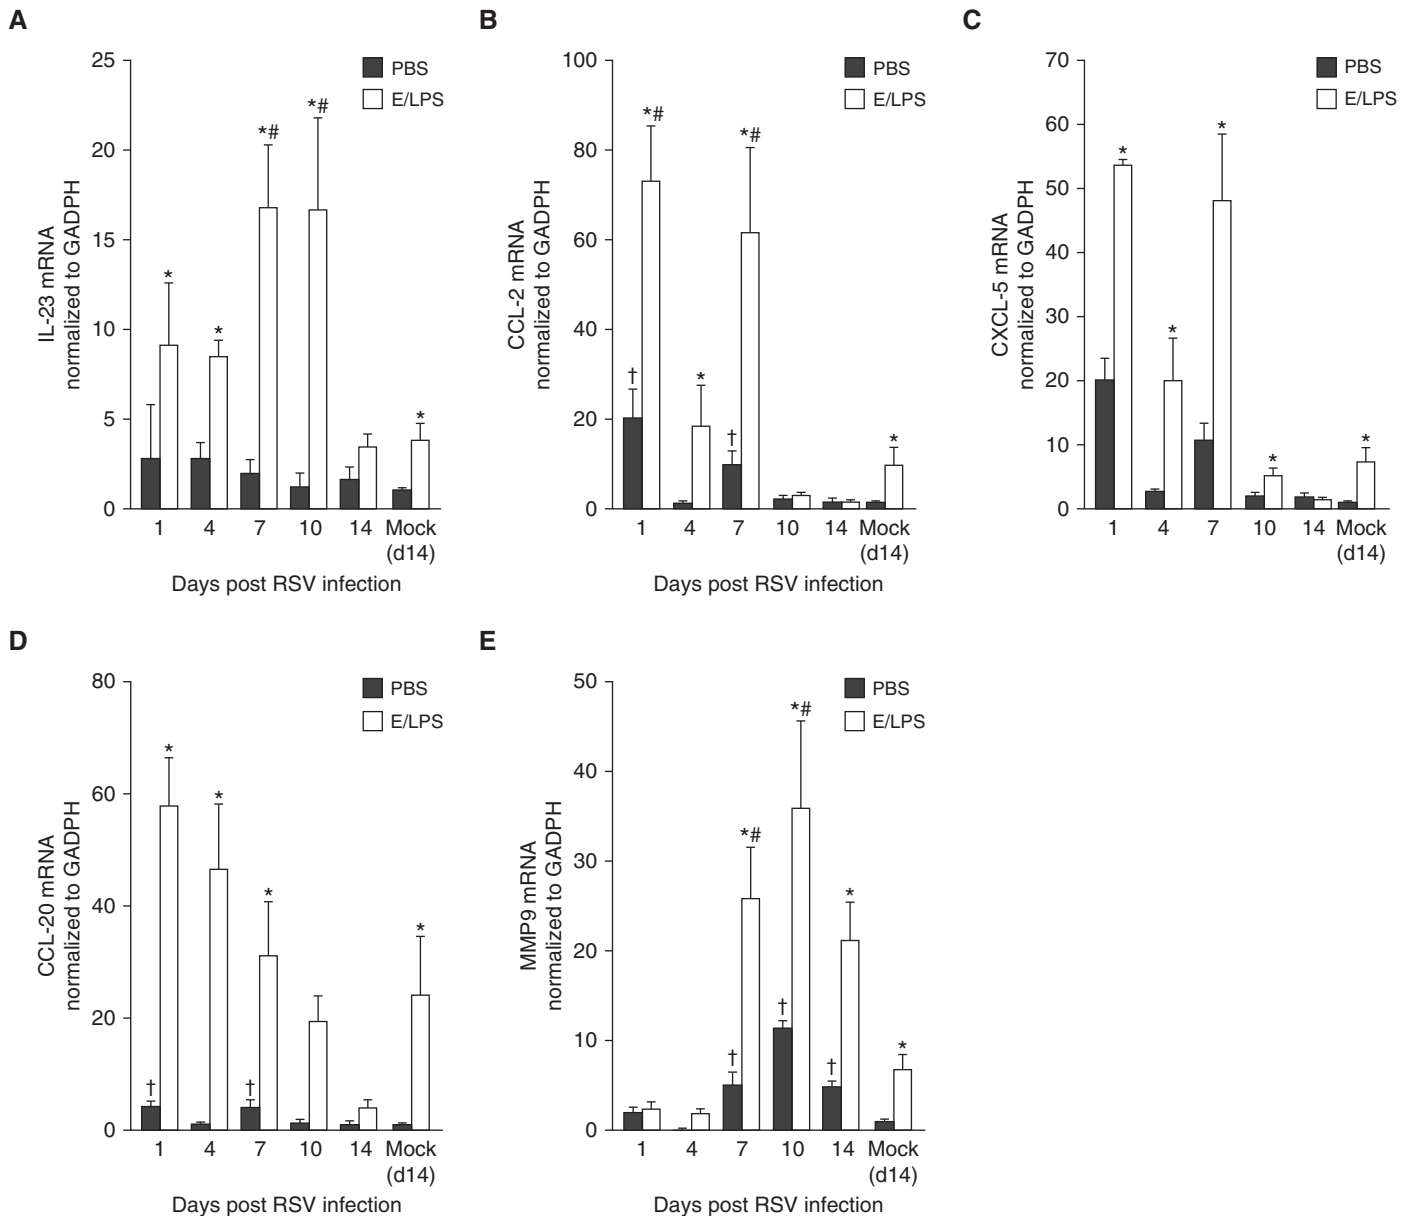 A
25
20
15
10
5
0
IL-23 mRNA
normalized to GADPH
PBS
E/LPS
*
*
*#
*#
*
1 4 7 10 14 Mock
(d14)
Days post RSV infection
B
100
80
60
40
20
0
CCL-2 mRNA
normalized to GADPH
PBS
E/LPS
†
*#
*
†
*#
*
1 4 7 10 14 Mock
(d14)
Days post RSV infection
C
70
60
50
40
30
20
10
0
CXCL-5 mRNA
normalized to GADPH
PBS
E/LPS
*
*
*
*
*
1 4 7 10 14 Mock
(d14)
D
80
60
40
20
0
CCL-20 mRNA
normalized to GADPH
PBS
E/LPS
†
*
*
†
*
*
1 4 7 10 14 Mock
(d14)
Days post RSV infection
E
50
40
30
20
10
0
MMP9 mRNA
normalized to GADPH
PBS
E/LPS
†
*#
†
*#
†
*
*
1 4 7 10 14 Mock
(d14)
Days post RSV infection